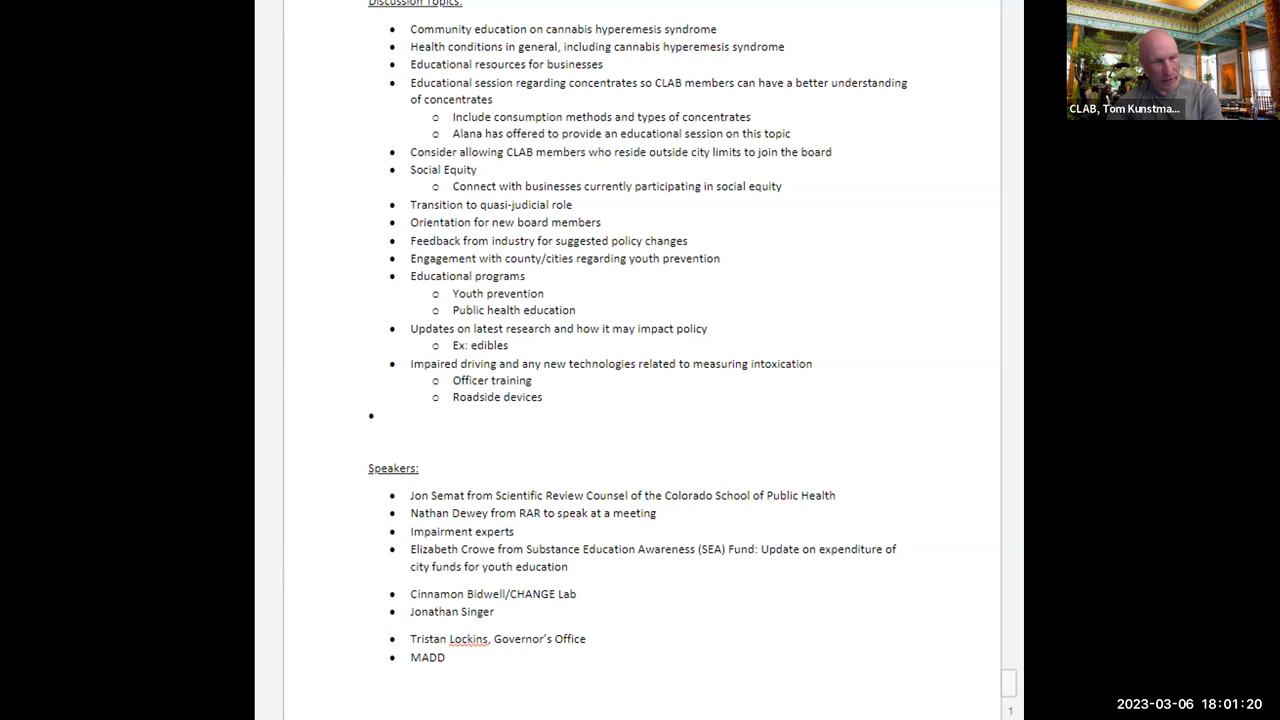 Discussion Topics:
• Community education on cannabis hyperemesis syndrome
• Health conditions in general, including cannabis hyperemesis syndrome
• Educational resources for businesses
• Educational session regarding concentrates so CLAB members can have a better understanding
of concentrates
o Include consumption methods and types of concentrates
o Alana has offered to provide an educational session on this topic
• Consider allowing CLAB members who reside outside city limits to join the board
• Social Equity
o Connect with businesses currently participating in social equity
• Transition to quasi-judicial role
• Orientation for new board members
• Feedback from industry for suggested policy changes
• Engagement with county/cities regarding youth prevention
• Educational programs
o Youth prevention
o Public health education
• Updates on latest research and how it may impact policy
o Ex: edibles
• Impaired driving and any new technologies related to measuring intoxication
o Officer training
o Roadside devices
•
Speakers:
• Jon Semat from Scientific Review Counsel of the Colorado School of Public Health
• Nathan Dewey from RAR to speak at a meeting
• Impairment experts
• Elizabeth Crowe from Substance Education Awareness (SEA) Fund: Update on expenditure of
city funds for youth education
• Cinnamon Bidwell/CHANGE Lab
• Jonathan Singer
• Tristan Lockins, Governor's Office
• MADD
1
CLAB, Tom Kunstma...
2023-03-06 18:01:20